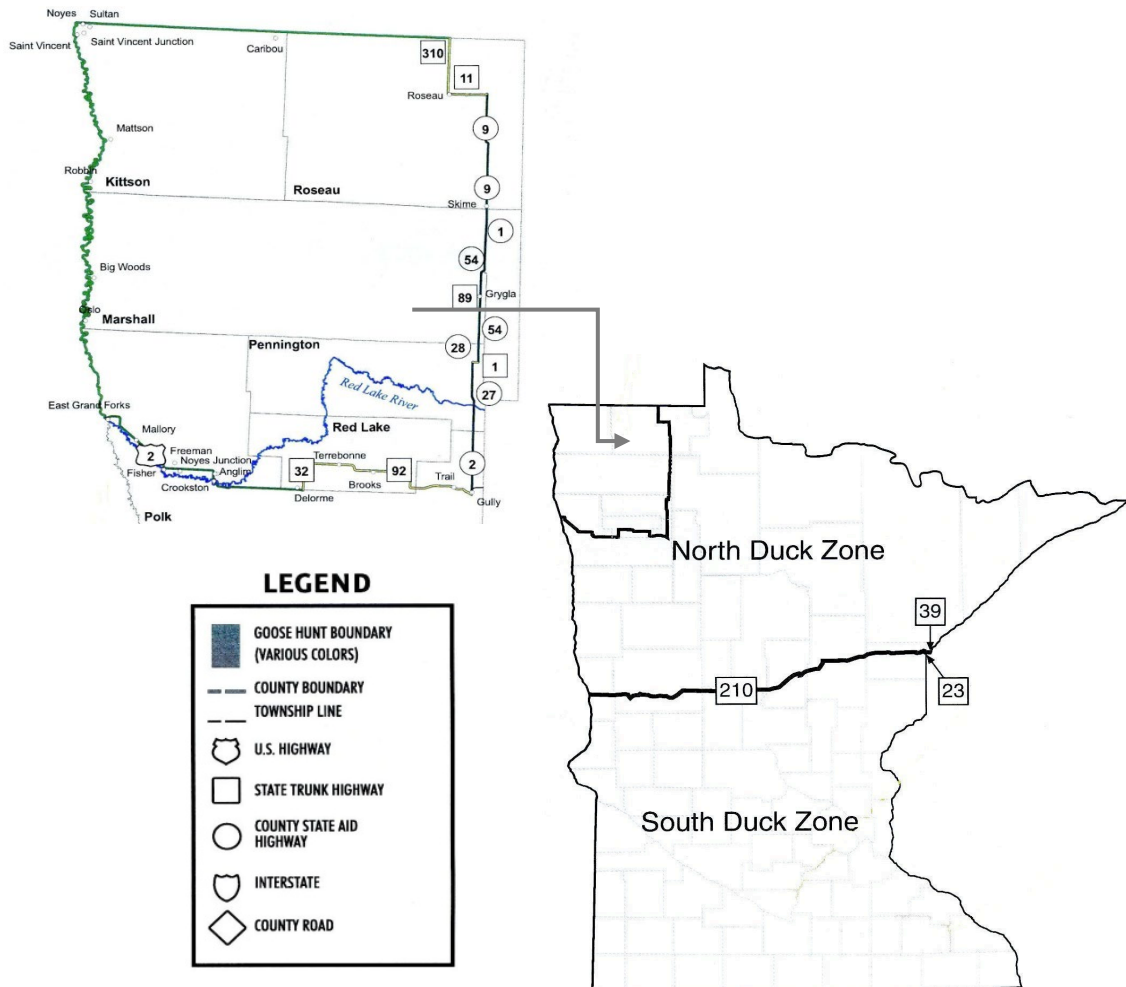 Noyes
Sultan
Saint Vincent
Saint Vincent Junction
Caribou
310
11
Roseau
9
Mattson
Robbin
9
Kittson
Roseau
Skime
1
54
Big Woods
89
Grygla
Oslo
Marshall
54
28
Pennington
1
Red Lake River
27
East Grand Forks
Mallory
Red Lake
2
Freeman
Noyes Junction
Terrebonne
2
Fisher
Anglim
32
92
Trail
Crookston
Brooks
Delorme
Gully
Polk
North Duck Zone
39
210
23
South Duck Zone
LEGEND
GOOSE HUNT BOUNDARY
(VARIOUS COLORS)
COUNTY BOUNDARY
TOWNSHIP LINE
U.S. HIGHWAY
STATE TRUNK HIGHWAY
COUNTY STATE AID
HIGHWAY
INTERSTATE
COUNTY ROAD